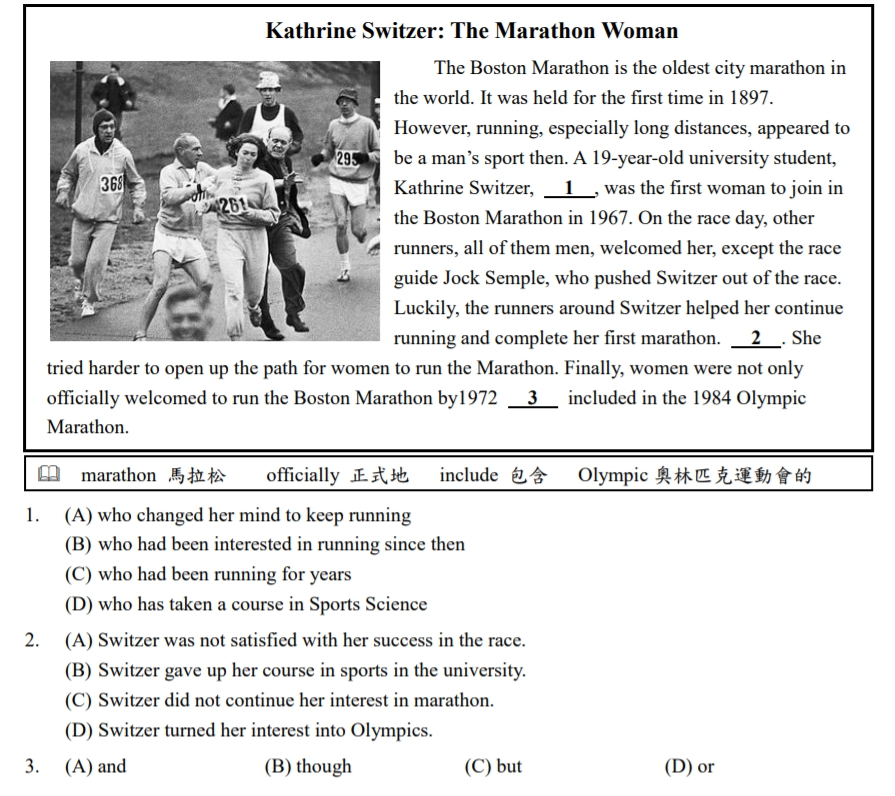 Kathrine Switzer: The Marathon Woman
The Boston Marathon is the oldest city marathon in
the world. It was held for the first time in 1897.
However, running, especially long distances, appeared to
be a man's sport then. A 19-year-old university student,
Kathrine Switzer, 1 , was the first woman to join in
the Boston Marathon in 1967. On the race day, other
runners, all of them men, welcomed her, except the race
guide Jock Semple, who pushed Switzer out of the race.
Luckily, the runners around Switzer helped her continue
running and complete her first marathon. 2 . She
tried harder to open up the path for women to run the Marathon. Finally, women were not only
officially welcomed to run the Boston Marathon by1972 3 included in the 1984 Olympic
Marathon.
368
261
295
marathon 馬拉松 officially 正式地 include 包含 Olympic 奧林匹克運動會的
1. (A) who changed her mind to keep running
(B) who had been interested in running since then
(C) who had been running for years
(D) who has taken a course in Sports Science
2. (A) Switzer was not satisfied with her success in the race.
(B) Switzer gave up her course in sports in the university.
(C) Switzer did not continue her interest in marathon.
(D) Switzer turned her interest into Olympics.
3. (A) and (B) though (C) but (D) or